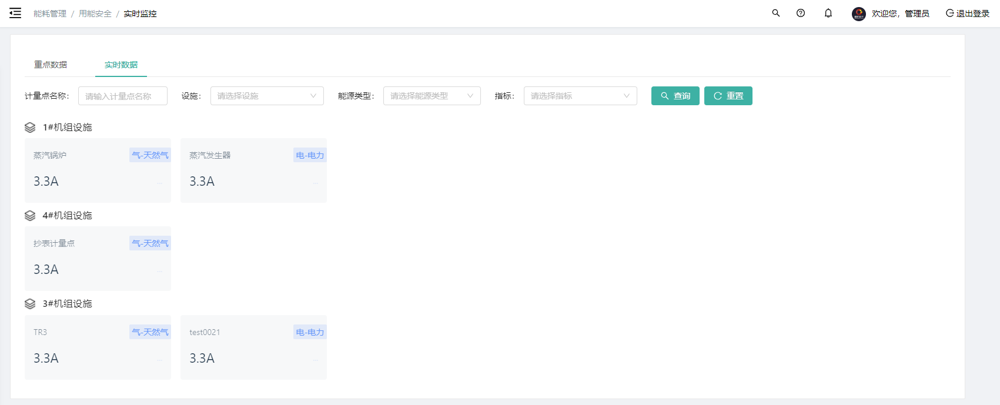 能耗管理 / 用能安全 / 实时监控
欢迎您，管理员 退出登录
重点数据 实时数据
计量点名称： 请输入计量点名称 设施： 请选择设施 能源类型： 请选择能源类型 指标： 请选择指标 查询 重置
1#机组设施
蒸汽锅炉 气-天然气 蒸汽发生器 电-电力
3.3A ... 3.3A ...
4#机组设施
抄表计量点 气-天然气
3.3A ...
3#机组设施
TR3 气-天然气 test0021 电-电力
3.3A ... 3.3A ...